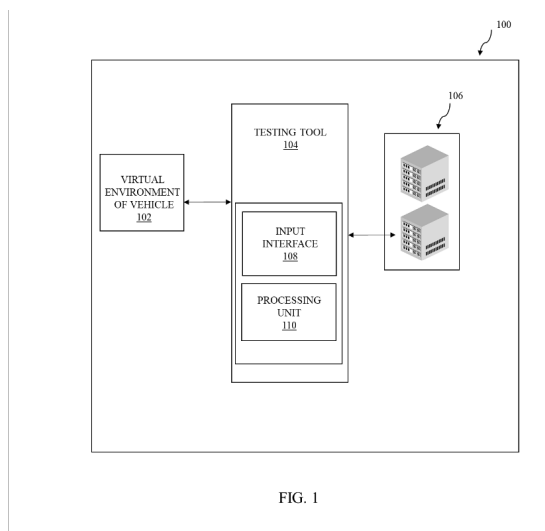 100
106
TESTING TOOL
104
VIRTUAL
ENVIRONMENT
OF VEHICLE
102
INPUT
INTERFACE
108
PROCESSING
UNIT
110
FIG. 1